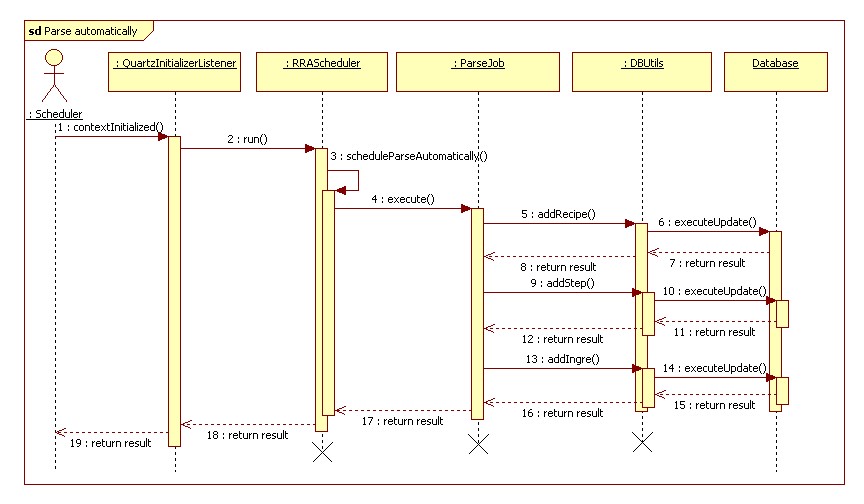 sd Parse automatically
: QuartzInitializerListener
: RRAScheduler
: ParseJob
: DBUtils
Database
: Scheduler
1 : contextInitialized()
2 : run()
3 : scheduleParseAutomatically()
4 : execute()
5 : addRecipe()
6 : executeUpdate()
7 : return result
8 : return result
9 : addStep()
10 : executeUpdate()
11 : return result
12 : return result
13 : addIngre()
14 : executeUpdate()
15 : return result
16 : return result
17 : return result
18 : return result
19 : return result